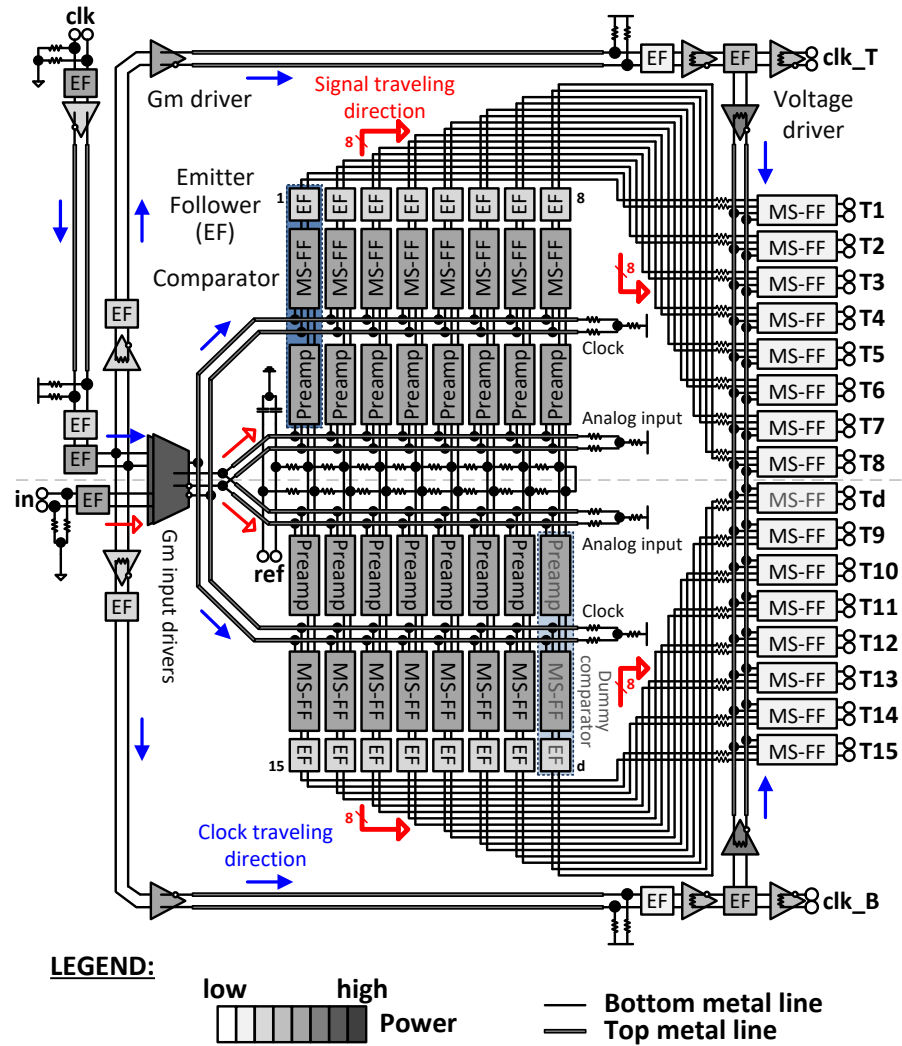 clk
EF
Gm driver
EF
EF
clk_T
Signal traveling
direction
8
Voltage
driver
Emitter
Follower
(EF)
1
EF EF EF EF EF EF EF EF
8
MS-FF T1
MS-FF T2
Comparator
MS-FF MS-FF MS-FF MS-FF MS-FF MS-FF MS-FF MS-FF
8
MS-FF T3
EF
MS-FF T4
Clock
MS-FF T5
Preamp Preamp Preamp Preamp Preamp Preamp Preamp Preamp
MS-FF T6
EF
Analog input
MS-FF T7
EF
MS-FF T8
in
EF
MS-FF Td
Gm input drivers
Analog input
MS-FF T9
ref
Preamp Preamp Preamp Preamp Preamp Preamp Preamp Preamp
MS-FF T10
EF
Clock
MS-FF T11
MS-FF T12
MS-FF MS-FF MS-FF MS-FF MS-FF MS-FF MS-FF MS-FF
Dummy
comparator
8
MS-FF T13
MS-FF T14
MS-FF T15
15
EF EF EF EF EF EF EF EF
d
8
Clock traveling
direction
EF
EF
clk_B
LEGEND:
low high
Power
Bottom metal line
Top metal line